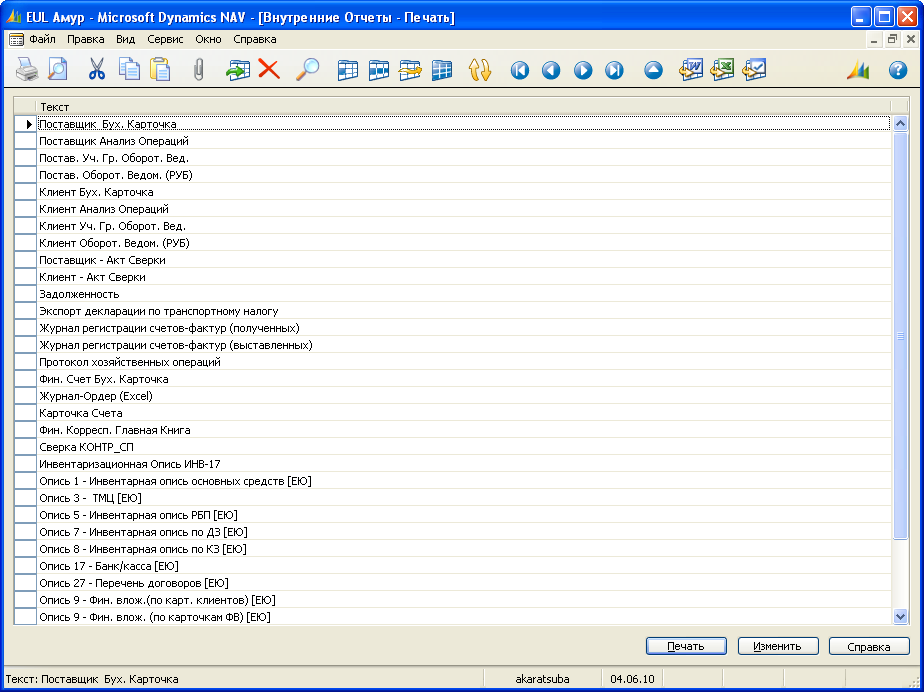 EUL Амур - Microsoft Dynamics NAV - [Внутренние Отчеты - Печать]
Файл Правка Вид Сервис Окно Справка
Текст
Поставщик Бух. Карточка
Поставщик Анализ Операций
Постав. Уч. Гр. Оборот. Вед.
Постав. Оборот. Ведом. (РУБ)
Клиент Бух. Карточка
Клиент Анализ Операций
Клиент Уч. Гр. Оборот. Вед.
Клиент Оборот. Ведом. (РУБ)
Поставщик - Акт Сверки
Клиент - Акт Сверки
Задолженность
Экспорт декларации по транспортному налогу
Журнал регистрации счетов-фактур (полученных)
Журнал регистрации счетов-фактур (выставленных)
Протокол хозяйственных операций
Фин. Счет Бух. Карточка
Журнал-Ордер (Excel)
Карточка Счета
Фин. Корресп. Главная Книга
Сверка КОНТР_СП
Инвентаризационная Опись ИНВ-17
Опись 1 - Инвентарная опись основных средств [ЕЮ]
Опись 3 - ТМЦ [ЕЮ]
Опись 5 - Инвентарная опись РБП [ЕЮ]
Опись 7 - Инвентарная опись по ДЗ [ЕЮ]
Опись 8 - Инвентарная опись по КЗ [ЕЮ]
Опись 17 - Банк/касса [ЕЮ]
Опись 27 - Перечень договоров [ЕЮ]
Опись 9 - Фин. влож.(по карт. клиентов) [ЕЮ]
Опись 9 - Фин. влож. (по карточкам ФВ) [ЕЮ]
Печать Изменить Справка
Текст: Поставщик Бух. Карточка akaratsuba 04.06.10